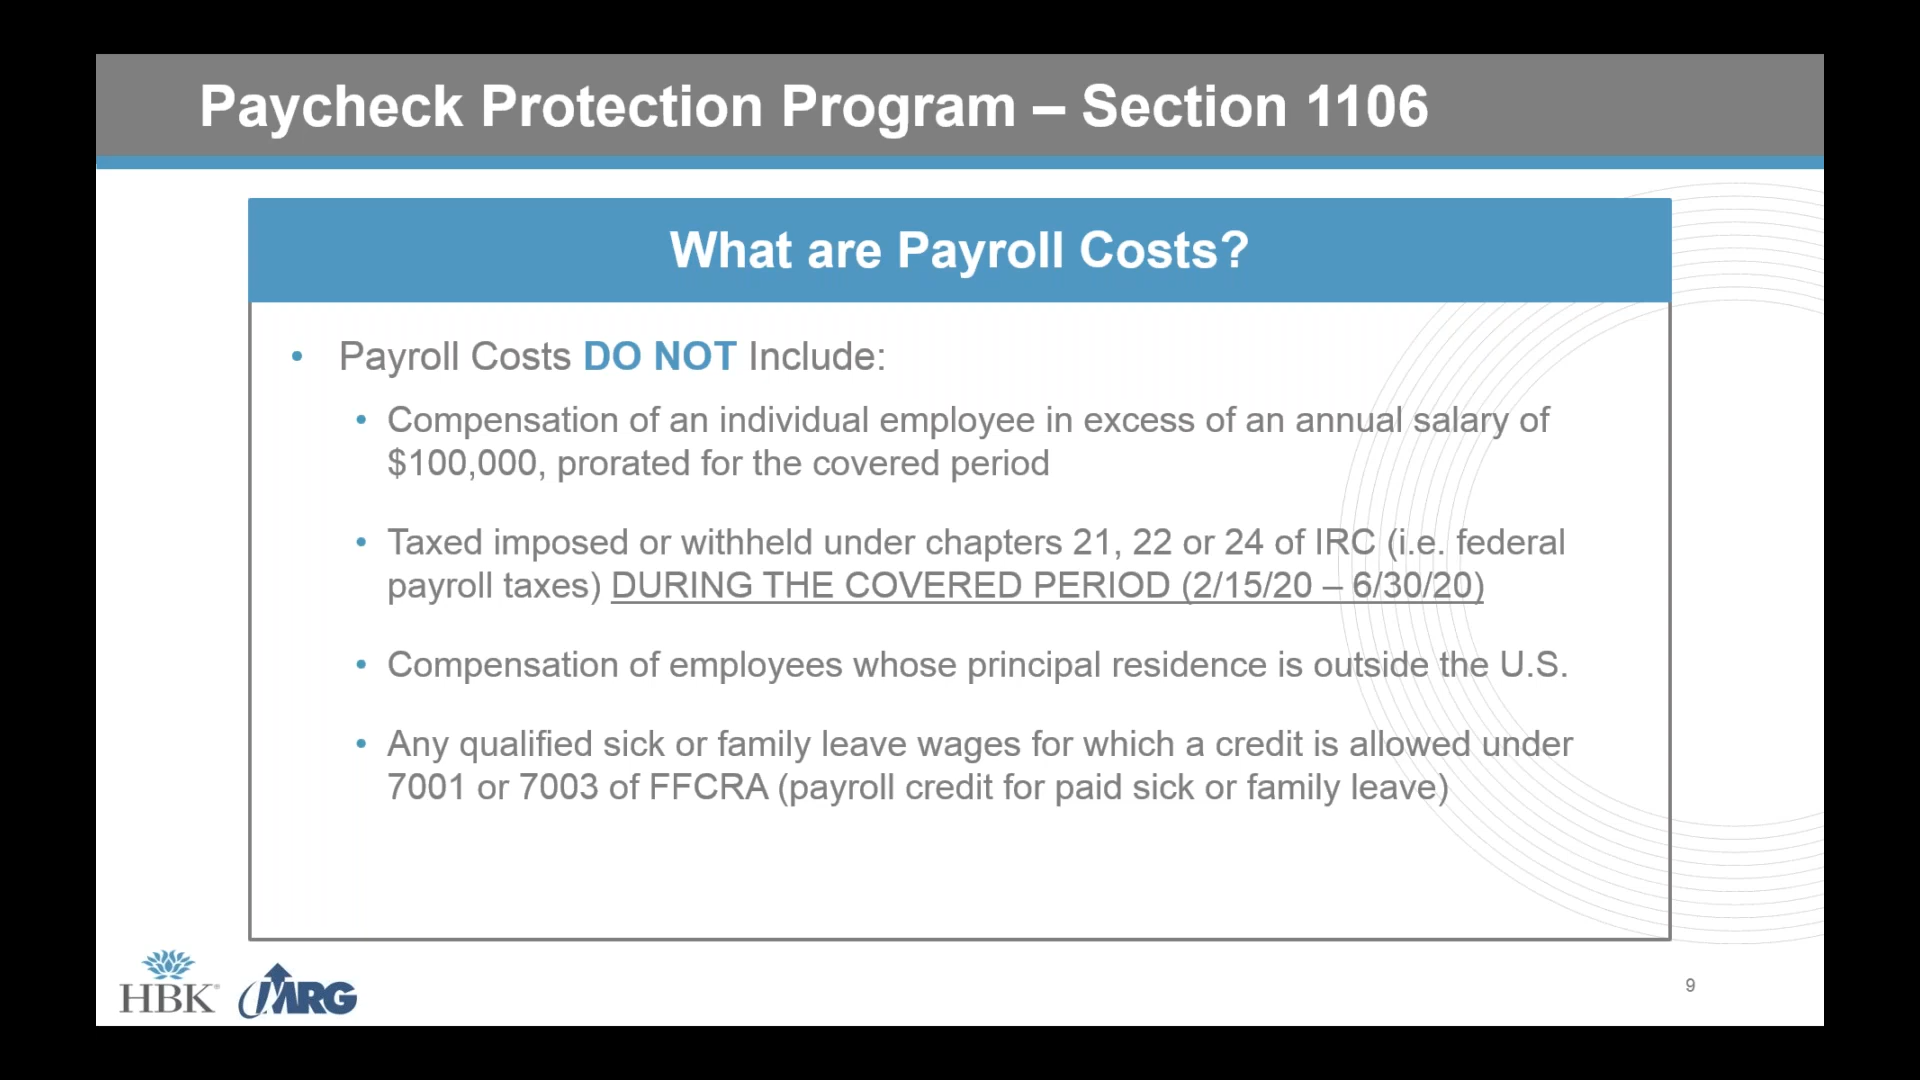 Paycheck Protection Program – Section 1106
What are Payroll Costs?
• Payroll Costs DO NOT Include:
• Compensation of an individual employee in excess of an annual salary of
$100,000, prorated for the covered period
• Taxed imposed or withheld under chapters 21, 22 or 24 of IRC (i.e. federal
payroll taxes) DURING THE COVERED PERIOD (2/15/20 – 6/30/20)
• Compensation of employees whose principal residence is outside the U.S.
• Any qualified sick or family leave wages for which a credit is allowed under
7001 or 7003 of FFCRA (payroll credit for paid sick or family leave)
HBK®
MRG
9